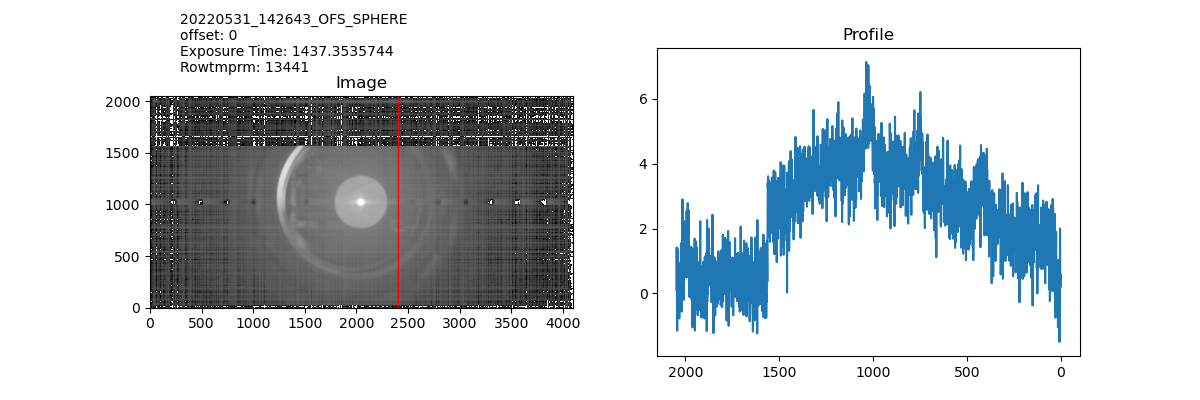 20220531_142643_OFS_SPHERE
offset: 0
Exposure Time: 1437.3535744
Rowtmprm: 13441
Image
Profile
2000
1500
1000
500
0
0 500 1000 1500 2000 2500 3000 3500 4000
6
4
2
0
2000 1500 1000 500 0